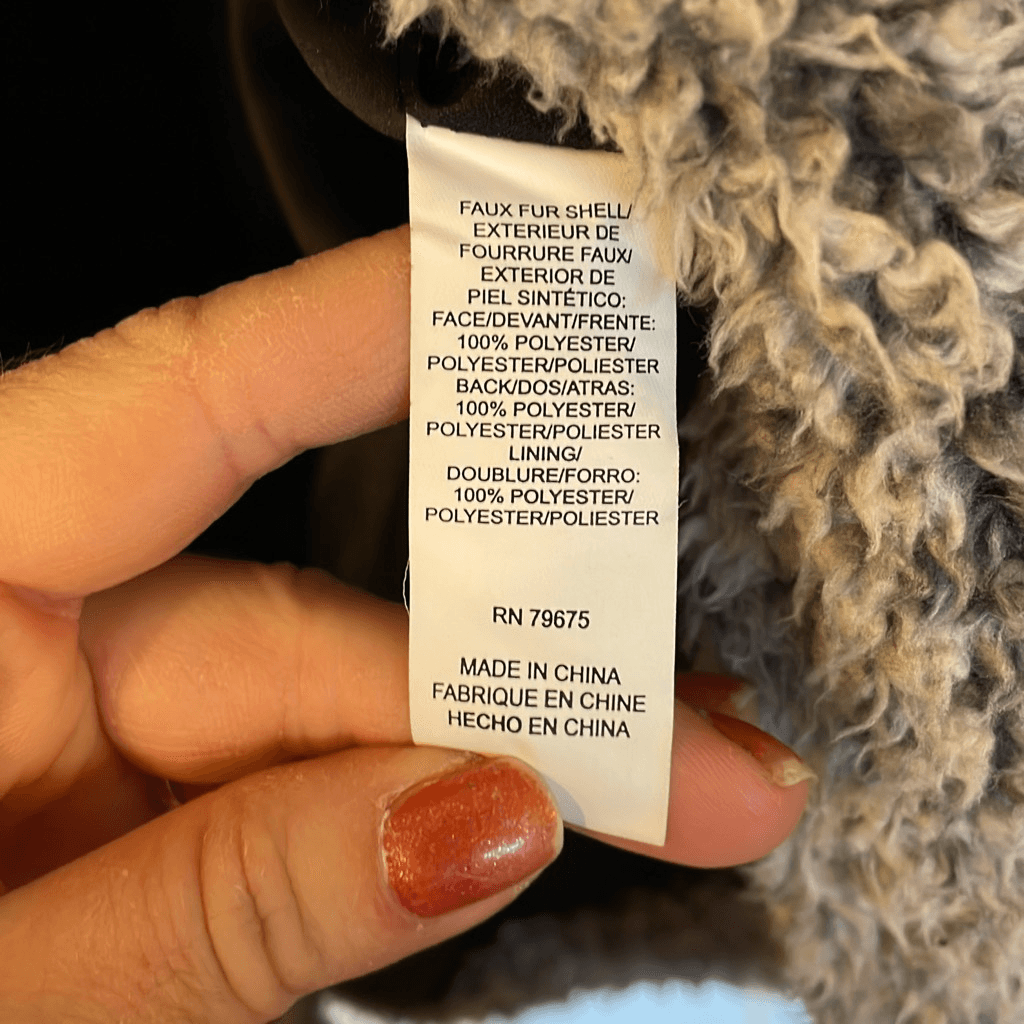 FAUX FUR SHELL/
EXTERIEUR DE
FOURRURE FAUX/
EXTERIOR DE
PIEL SINTÉTICO:
FACE/DEVANT/FRENTE:
100% POLYESTER/
POLYESTER/POLIESTER
BACK/DOS/ATRAS:
100% POLYESTER/
POLYESTER/POLIESTER
LINING/
DOUBLURE/FORRO:
100% POLYESTER/
POLYESTER/POLIESTER
RN 79675
MADE IN CHINA
FABRIQUE EN CHINE
HECHO EN CHINA